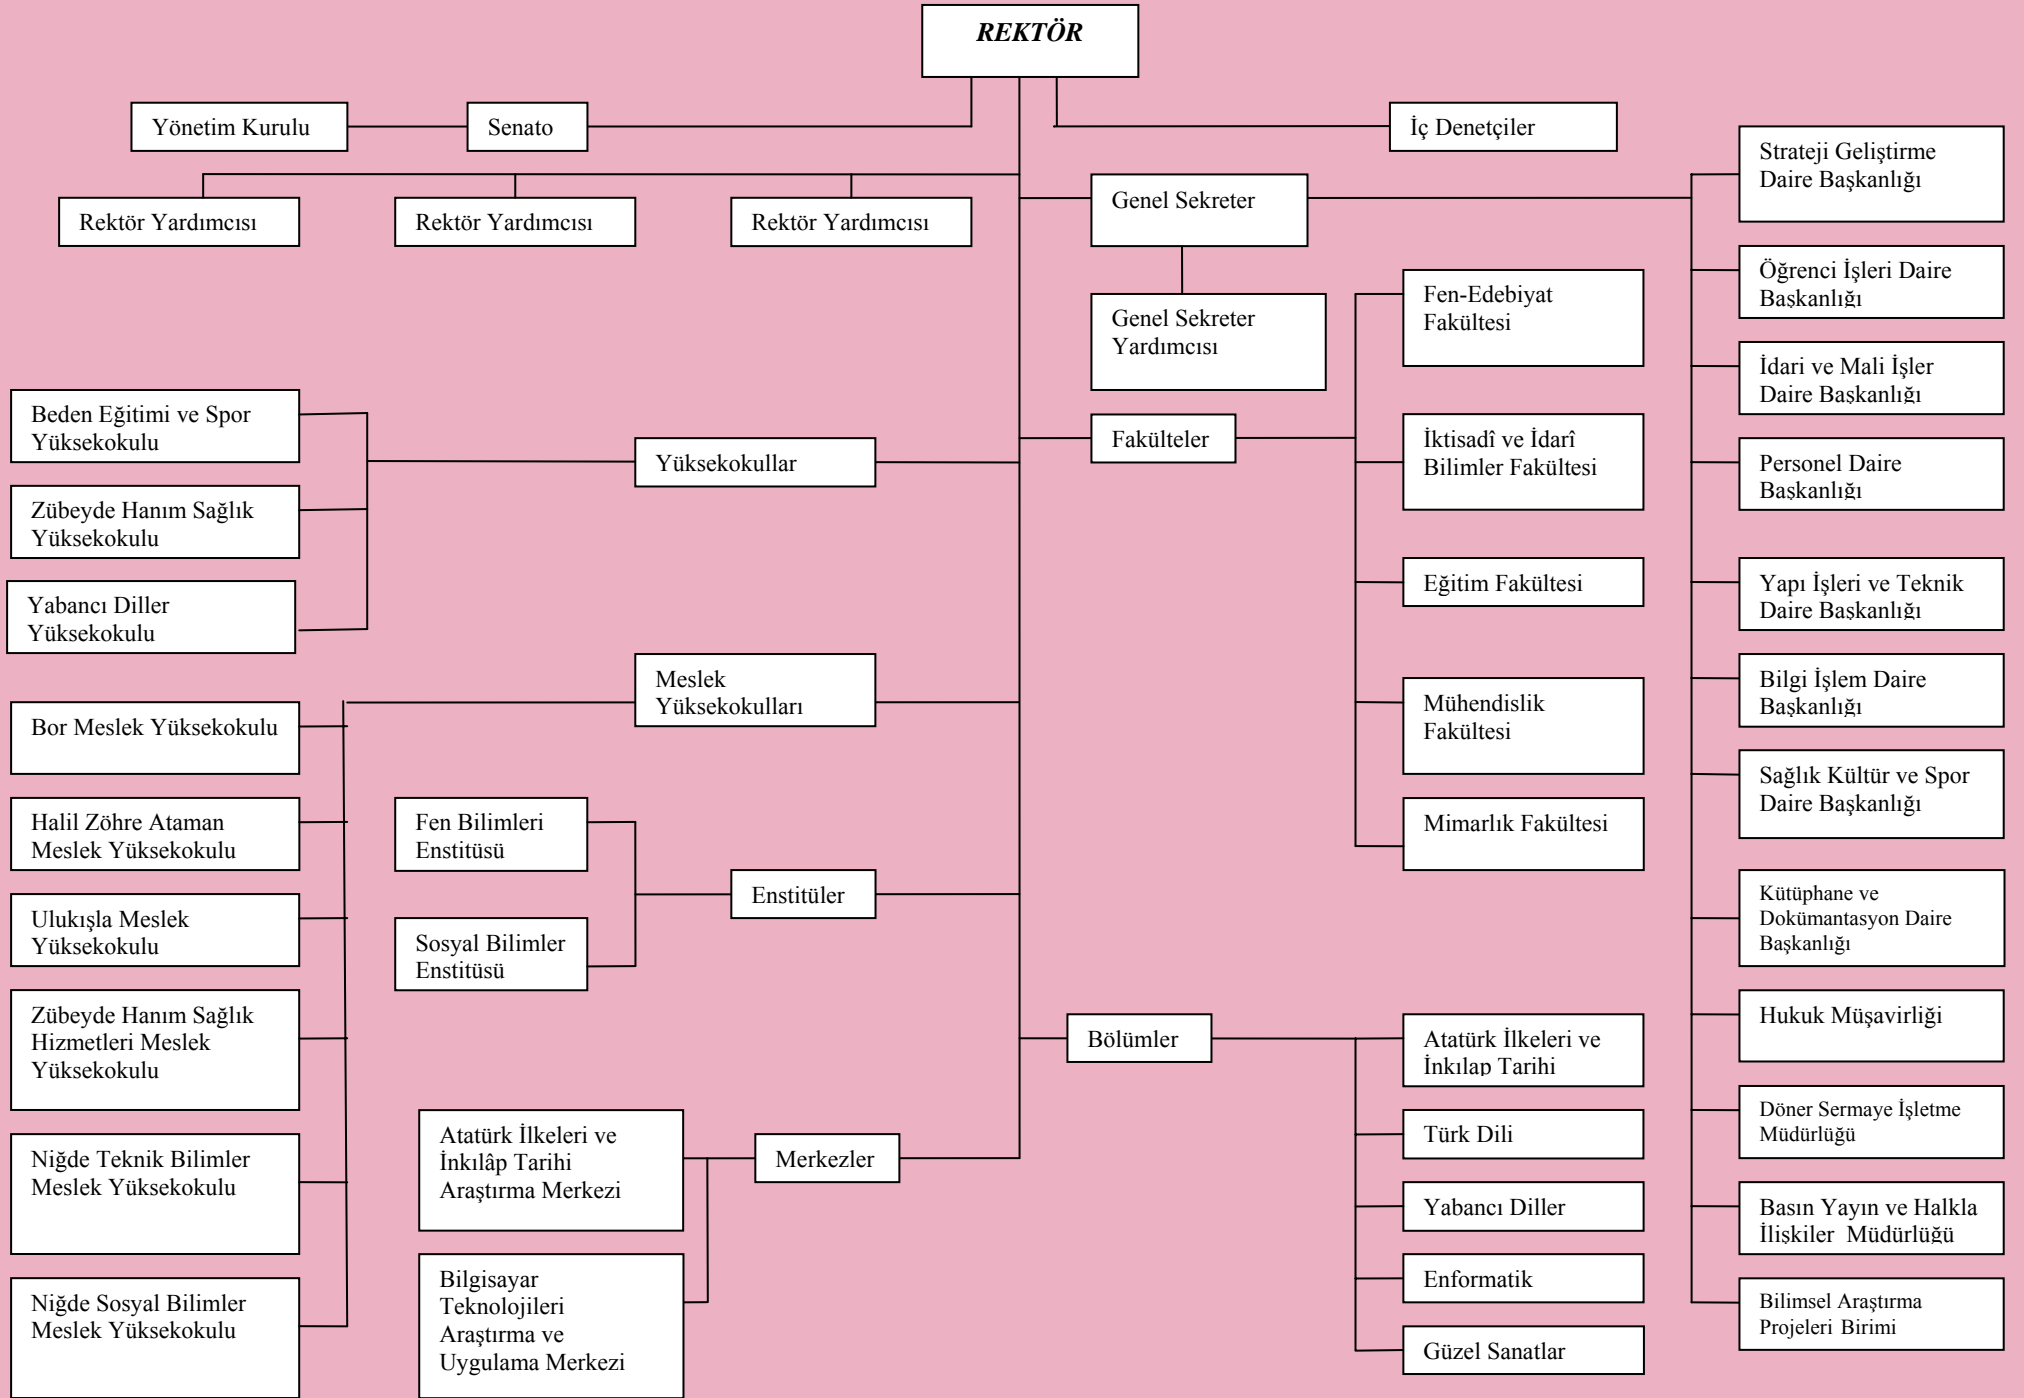 REKTÖR
Yönetim Kurulu
Senato
İç Denetçiler
Rektör Yardımcısı
Rektör Yardımcısı
Rektör Yardımcısı
Genel Sekreter
Genel Sekreter
Yardımcısı
Strateji Geliştirme
Daire Başkanlığı
Öğrenci İşleri Daire
Başkanlığı
İdari ve Mali İşler
Daire Başkanlığı
Personel Daire
Başkanlığı
Yapı İşleri ve Teknik
Daire Başkanlığı
Bilgi İşlem Daire
Başkanlığı
Sağlık Kültür ve Spor
Daire Başkanlığı
Kütüphane ve
Dokümantasyon Daire
Başkanlığı
Hukuk Müşavirliği
Döner Sermaye İşletme
Müdürlüğü
Basın Yayın ve Halkla
İlişkiler Müdürlüğü
Bilimsel Araştırma
Projeleri Birimi
Fakülteler
Fen-Edebiyat
Fakültesi
İktisadî ve İdarî
Bilimler Fakültesi
Eğitim Fakültesi
Mühendislik
Fakültesi
Mimarlık Fakültesi
Yüksekokullar
Beden Eğitimi ve Spor
Yüksekokulu
Zübeyde Hanım Sağlık
Yüksekokulu
Yabancı Diller
Yüksekokulu
Meslek
Yüksekokulları
Bor Meslek Yüksekokulu
Halil Zöhre Ataman
Meslek Yüksekokulu
Ulukışla Meslek
Yüksekokulu
Zübeyde Hanım Sağlık
Hizmetleri Meslek
Yüksekokulu
Niğde Teknik Bilimler
Meslek Yüksekokulu
Niğde Sosyal Bilimler
Meslek Yüksekokulu
Enstitüler
Fen Bilimleri
Enstitüsü
Sosyal Bilimler
Enstitüsü
Bölümler
Atatürk İlkeleri ve
İnkılap Tarihi
Türk Dili
Yabancı Diller
Enformatik
Güzel Sanatlar
Merkezler
Atatürk İlkeleri ve
İnkılâp Tarihi
Araştırma Merkezi
Bilgisayar
Teknolojileri
Araştırma ve
Uygulama Merkezi